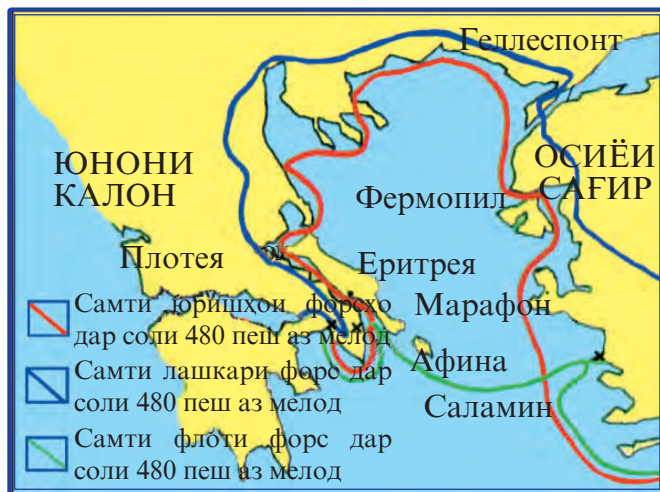 Геллеспонт
ЮНОНИ
КАЛОН
ОСИЁИ
САҒИР
Фермопил
Плотея
Еритрея
Марафон
Афина
Саламин
Самти юришҳои форсҳо
дар соли 480 пеш аз мелод
Самти лашкари форс дар
соли 480 пеш аз мелод
Самти флоти форс дар
соли 480 пеш аз мелод